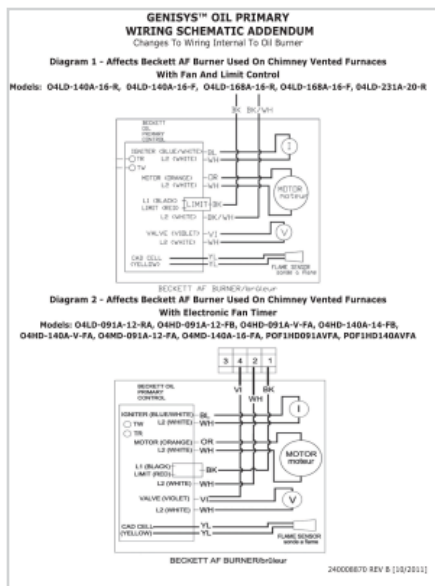 GENISYS™ OIL PRIMARY
WIRING SCHEMATIC ADDENDUM
Changes To Wiring Internal To Oil Burner
Diagram 1 - Affects Beckett AF Burner Used On Chimney Vented Furnaces
With Fan And Limit Control
Models: O4LD-140A-16-R, O4LD-140A-16-F, O4LD-168A-16-R, O4LD-168A-16-F, 04LD-231A-20-R
BK BK/WH
BECKETT
OIL
PRIMARY
CONTROL
IGNITER (BLUE/WHITE) BL
I
TR L2 (WHITE) WH
TW
MOTOR (ORANGE) OR
L2 (WHITE) WH
MOTOR
moteur
L1 (BLACK)
LIMIT (RED) LIMIT BK
L2 (WHITE) BK/WH
VALVE (VIOLET) VI
V
L2 (WHITE) WH
CAD CELL YL
(YELLOW) YL
FLAME SENSOR
sonde a flame
BECKETT AF BURNER/brûleur
Diagram 2 - Affects Beckett AF Burner Used On Chimney Vented Furnaces
With Electronic Fan Timer
Models: O4LD-091A-12-RA, O4HD-091A-12-FB, O4HD-091A-V-FA, O4HD-140A-14-FB,
O4HD-140A-V-FA, O4MD-091A-12-FA, O4MD-140A-16-FA, POF1HD091AVFA, POF1HD140AVFA
3 4 2 1
VI WH BK
BECKETT OIL
PRIMARY
CONTROL
IGNITER (BLUE/WHITE) BL
I
TW L2 (WHITE) WH
TR
MOTOR (ORANGE) OR
L2 (WHITE) WH
MOTOR
moteur
L1 (BLACK)
LIMIT (RED) BK
L2 (WHITE) WH
VALVE (VIOLET) VI
V
L2 (WHITE) WH
CAD CELL YL
(YELLOW) YL
FLAME SENSOR
sonde a flame
BECKETT AF BURNER/brûleur
240008870 REV B [10/2011]